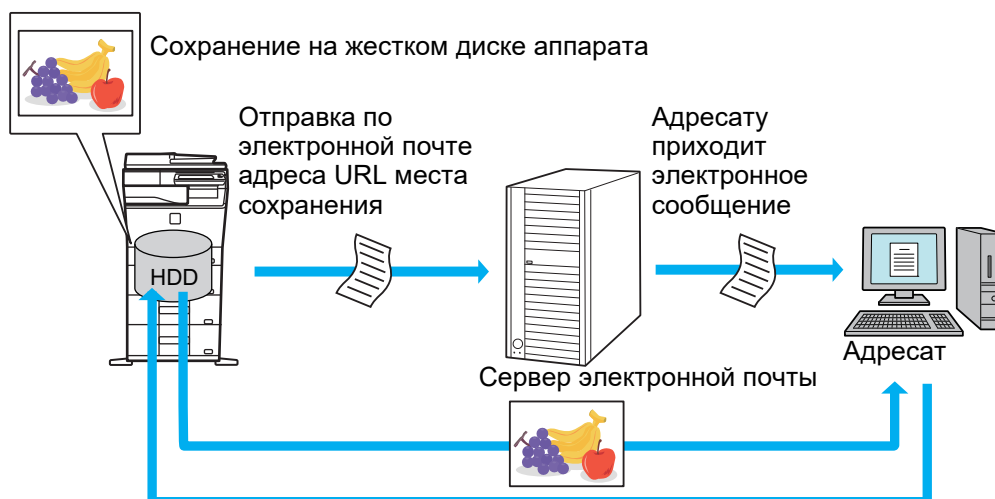 Сохранение на жестком диске аппарата
Отправка по
электронной почте
адреса URL места
сохранения
Адресату
приходит
электронное
сообщение
HDD
Адресат
Сервер электронной почты